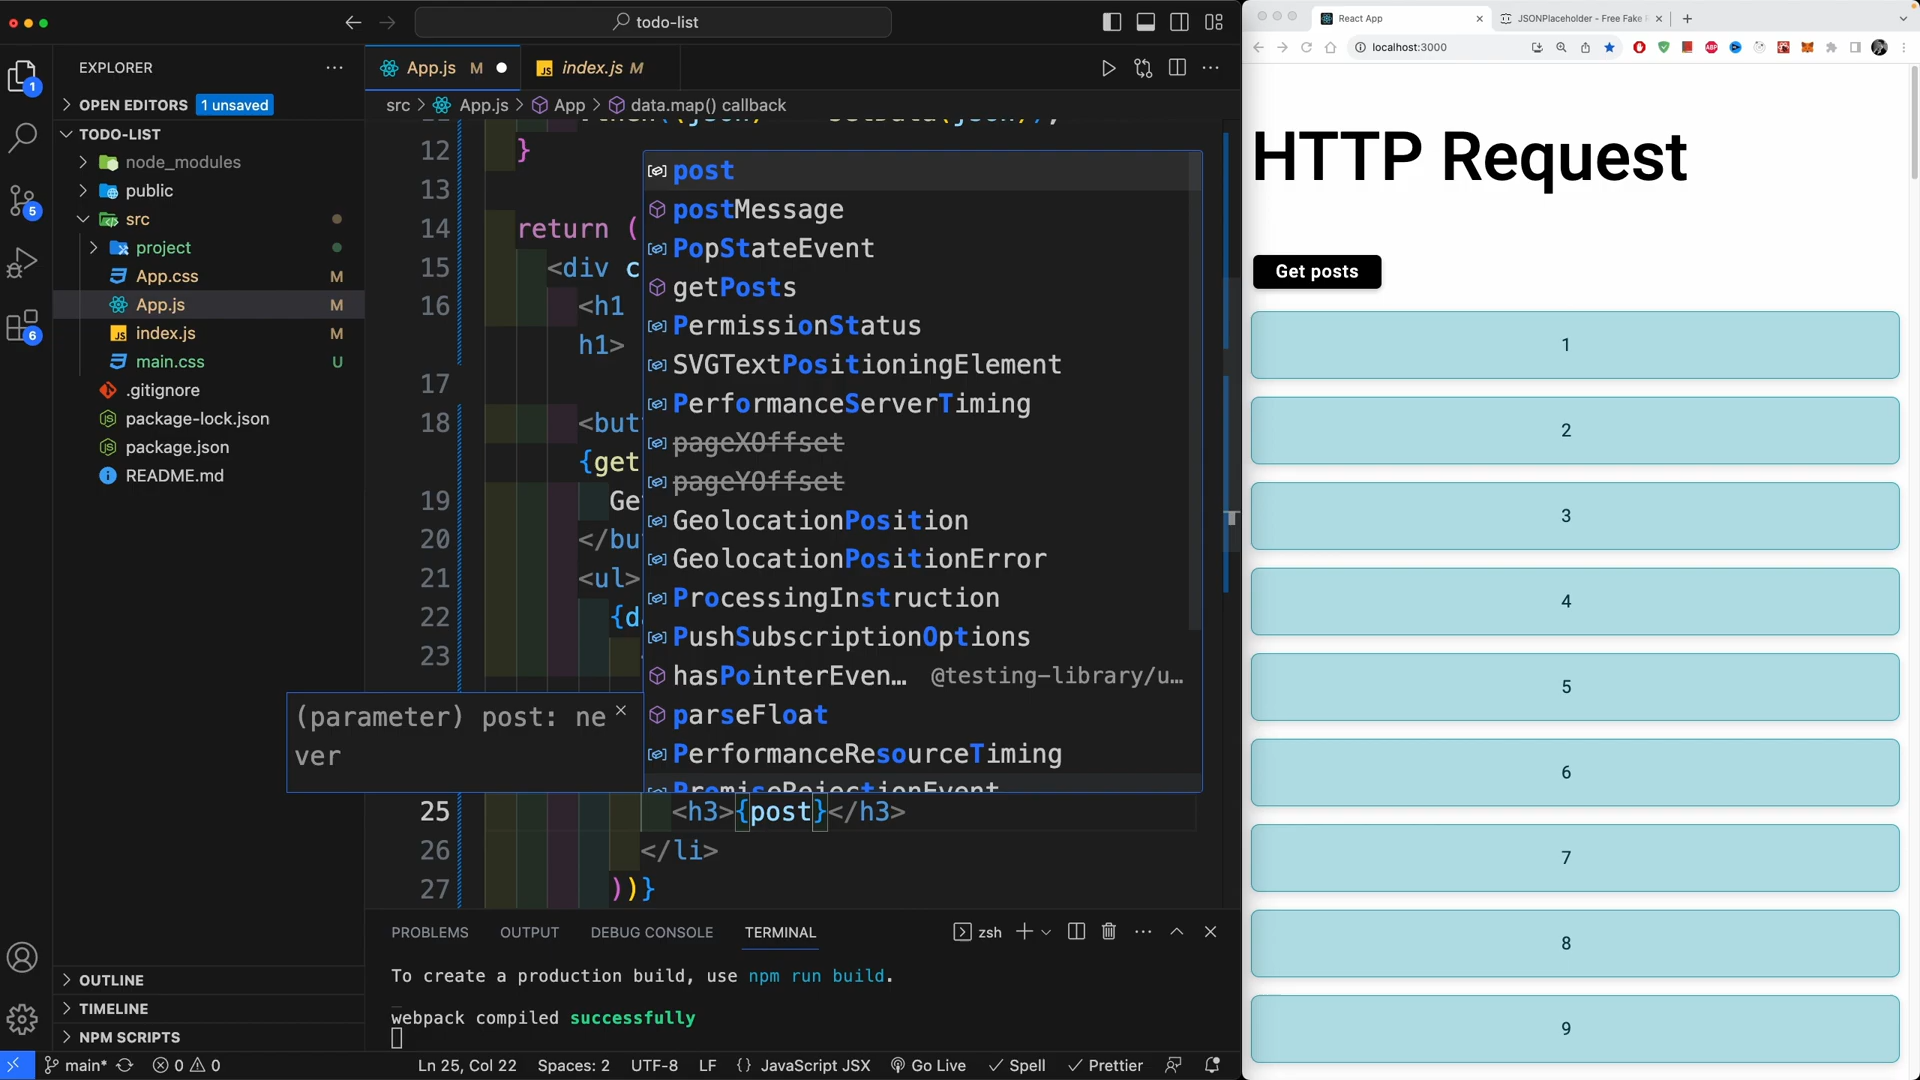 todo-list
EXPLORER
OPEN EDITORS 1 unsaved
TODO-LIST
node_modules
public
src
project
App.css M
App.js M
index.js M
main.css U
.gitignore
package-lock.json
package.json
README.md
OUTLINE
TIMELINE
NPM SCRIPTS
1
5
6
App.js M
index.js M
src > App.js > App > data.map() callback
12 }
13
14 return (
15 <div c
16 <h1
h1>
17
18 <but
{get
19 Ge
20 </bu
21 <ul>
22 {da
23
25 <h3>{post}</h3>
26 </li>
27 ))}
post
postMessage
PopStateEvent
getPosts
PermissionStatus
SVGTextPositioningElement
PerformanceServerTiming
pageXOffset
pageYOffset
GeolocationPosition
GeolocationPositionError
ProcessingInstruction
PushSubscriptionOptions
hasPointerEven… @testing-library/u…
parseFloat
PerformanceResourceTiming
PromiseRejectionEvent
(parameter) post: ne
ver
PROBLEMS OUTPUT DEBUG CONSOLE TERMINAL
zsh
To create a production build, use npm run build.
webpack compiled successfully
main* 0 0 Ln 25, Col 22 Spaces: 2 UTF-8 LF {} JavaScript JSX Go Live Spell Prettier
React App
JSONPlaceholder - Free Fake
localhost:3000
ABP
HTTP Request
Get posts
1
2
3
4
5
6
7
8
9